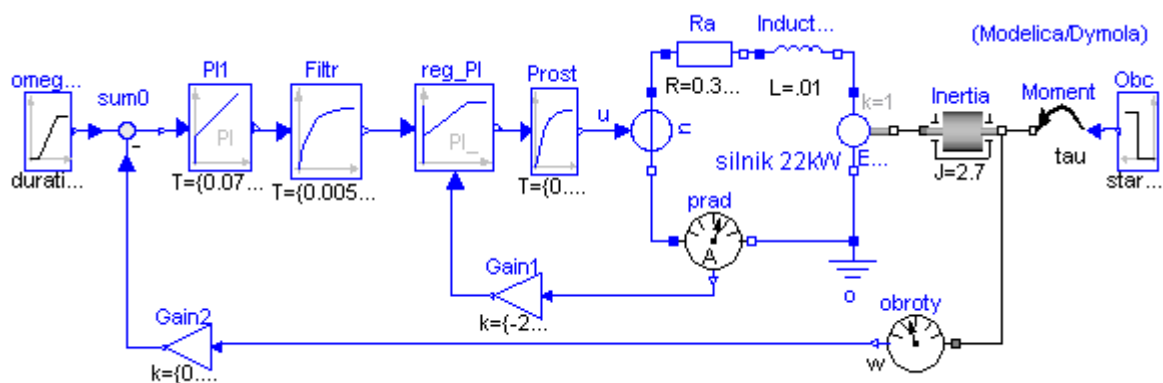 (Modelica/Dymola)
Ra
Induct...
omeg...
PI1
Filtr
reg_PI
Prost
R=0.3...
L=.01
k=1
Inertia
Moment
Obc
sum0
-
PI
PI_
u
n
E...
silnik 22kW
durati...
T={0.07...
T={0.005...
T={0....
J=2.7
tau
star...
prad
A
Gain1
k={-2...
o
obroty
Gain2
w
k={0....